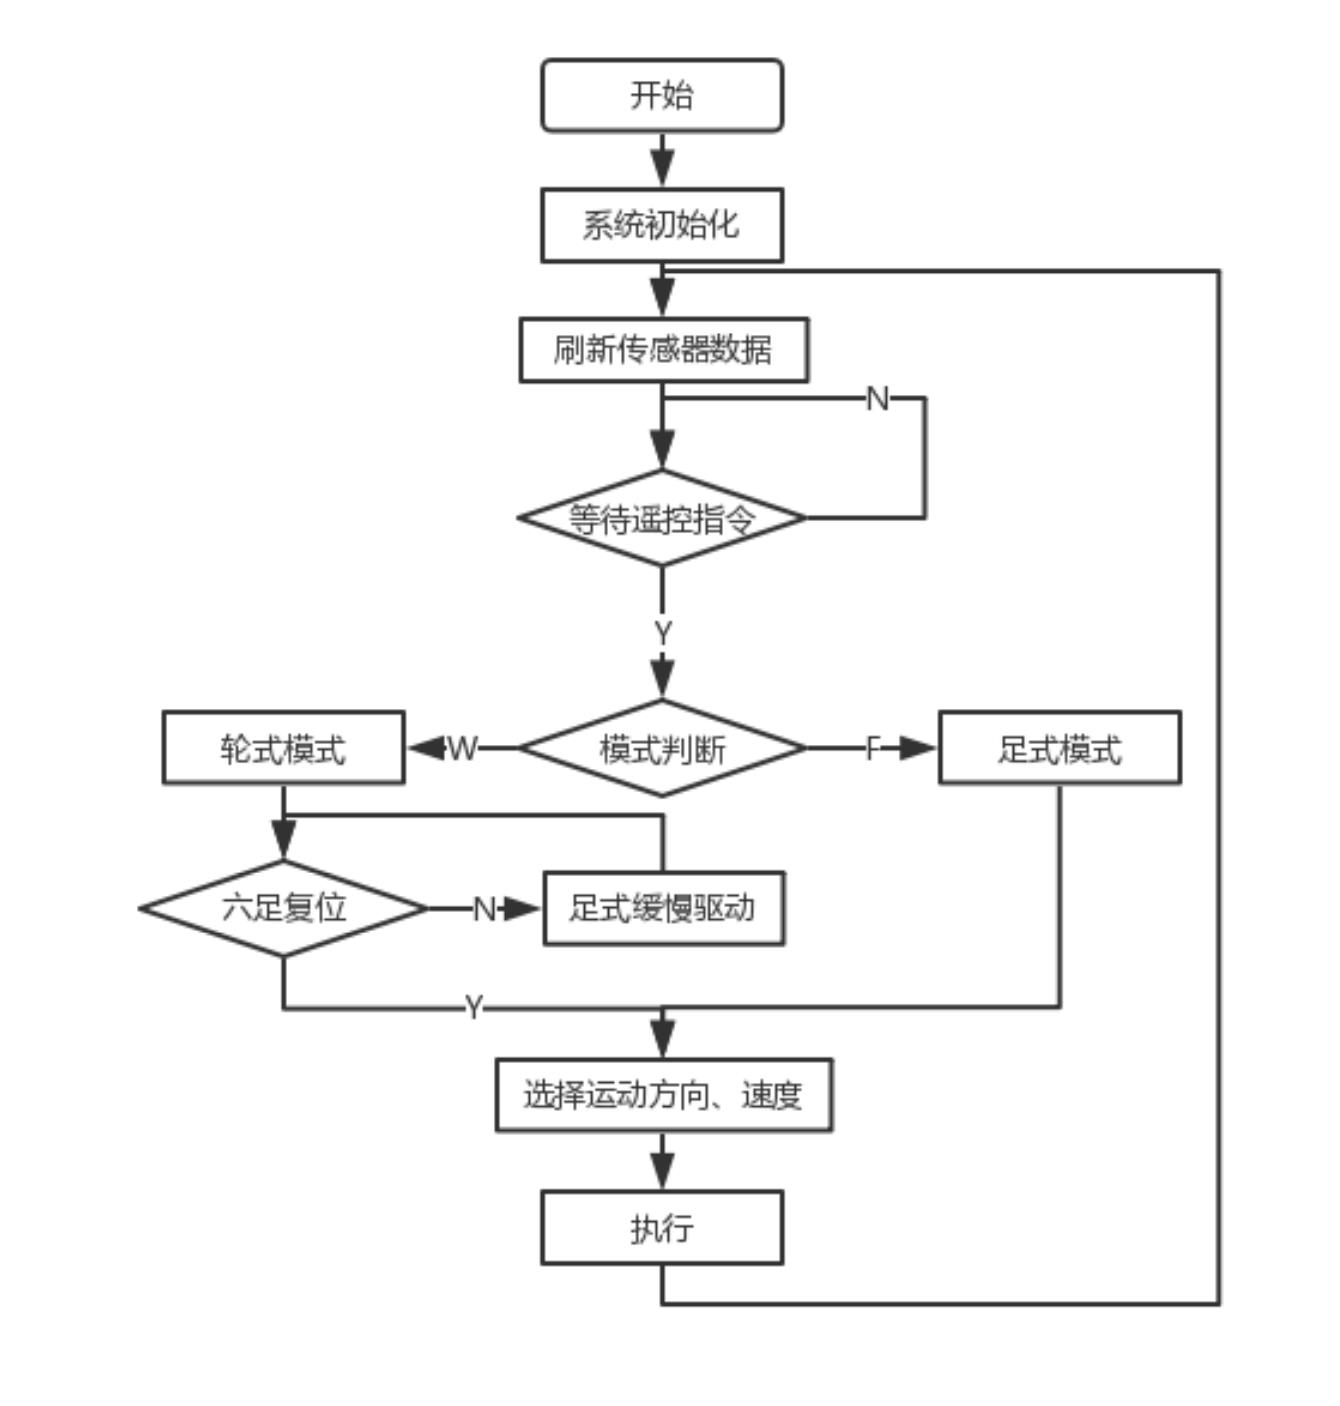 开始
系统初始化
刷新传感器数据
N
等待遥控指令
Y
轮式模式
W
模式判断
F
足式模式
六足复位
N
足式缓慢驱动
Y
选择运动方向、速度
执行